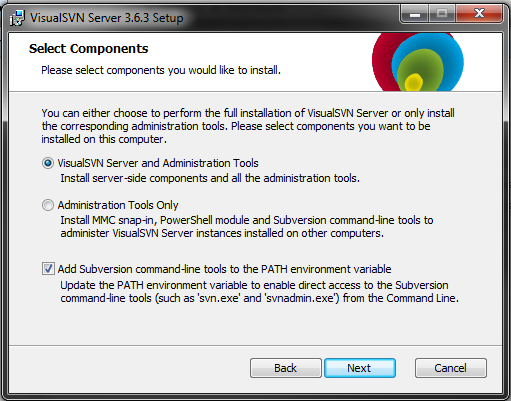 VisualSVN Server 3.6.3 Setup
Select Components
Please select components you would like to install.
You can either choose to perform the full installation of VisualSVN Server or only install
the corresponding administration tools. Please select components you want to be
installed on this computer.
VisualSVN Server and Administration Tools
Install server-side components and all the administration tools.
Administration Tools Only
Install MMC snap-in, PowerShell module and Subversion command-line tools to
administer VisualSVN Server instances installed on other computers.
Add Subversion command-line tools to the PATH environment variable
Update the PATH environment variable to enable direct access to the Subversion
command-line tools (such as 'svn.exe' and 'svnadmin.exe') from the Command Line.
Back Next Cancel